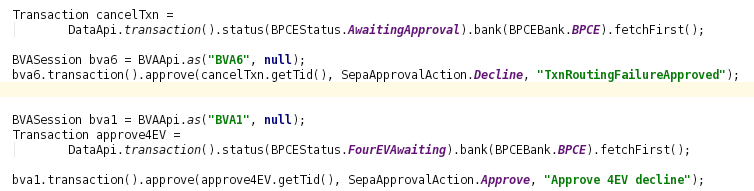 Transaction cancelTxn =
DataApi.transaction().status(BPCEStatus.AwaitingApproval).bank(BPCEBank.BPCE).fetchFirst();
BVASession bva6 = BVAApi.as("BVA6", null);
bva6.transaction().approve(cancelTxn.getTid(), SepaApprovalAction.Decline, "TxnRoutingFailureApproved");
BVASession bva1 = BVAApi.as("BVA1", null);
Transaction approve4EV =
DataApi.transaction().status(BPCEStatus.FourEVAwaiting).bank(BPCEBank.BPCE).fetchFirst();
bva1.transaction().approve(approve4EV.getTid(), SepaApprovalAction.Approve, "Approve 4EV decline");